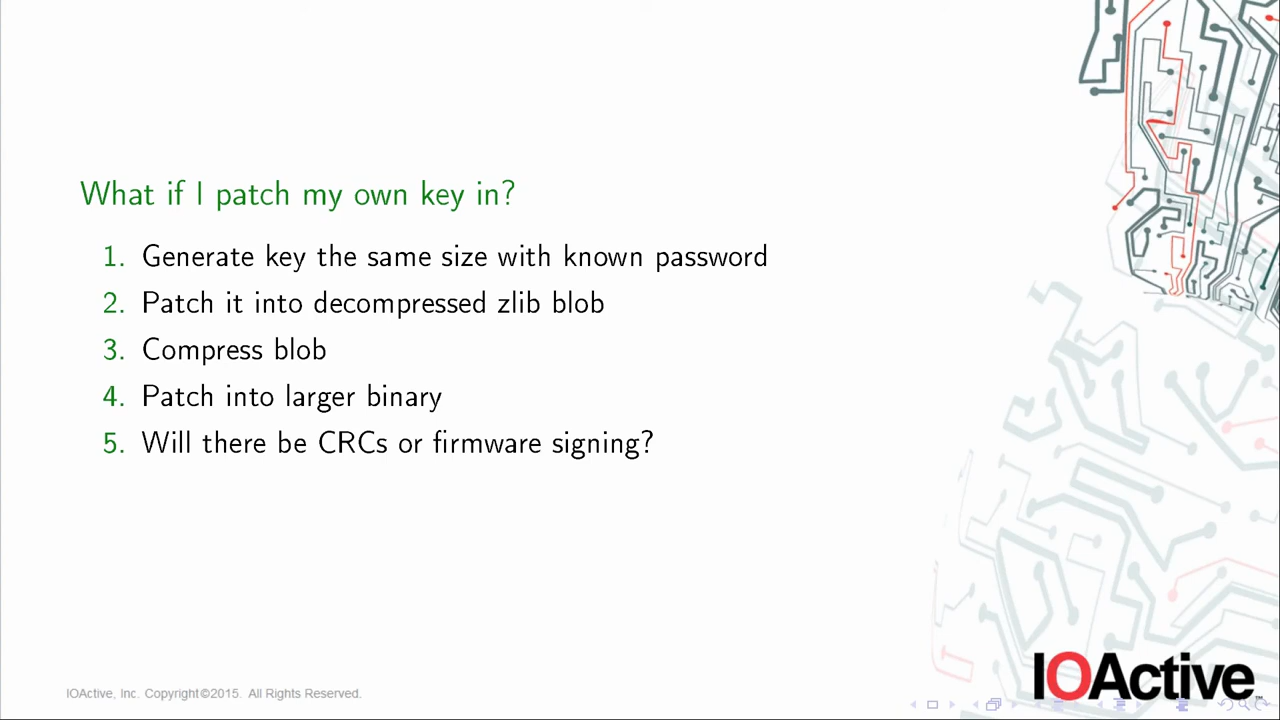 What if I patch my own key in?
1. Generate key the same size with known password
2. Patch it into decompressed zlib blob
3. Compress blob
4. Patch into larger binary
5. Will there be CRCs or firmware signing?
IOActive, Inc. Copyright©2015. All Rights Reserved.
IOActive™